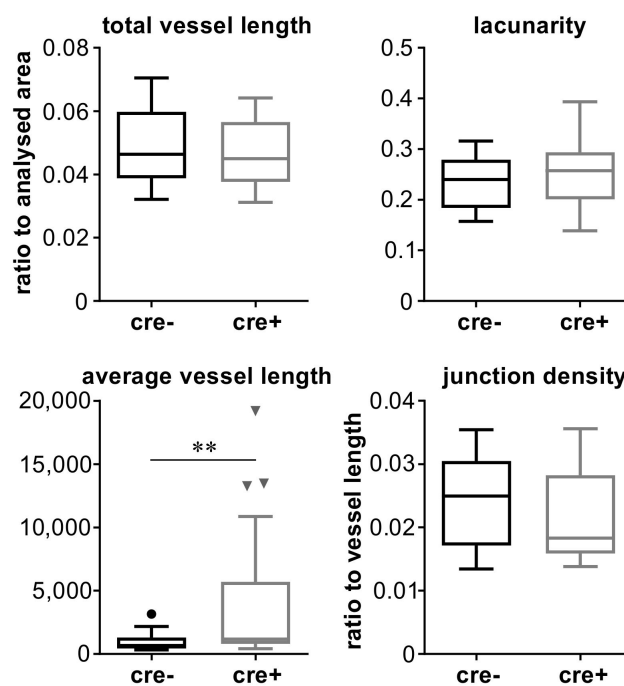 total vessel length
ratio to analysed area
0.08
0.06
0.04
0.02
0
cre-
cre+
lacunarity
0.5
0.4
0.3
0.2
0.1
0
cre-
cre+
average vessel length
20,000
15,000
10,000
5,000
0
**
cre-
cre+
junction density
ratio to vessel length
0.04
0.03
0.02
0.01
0
cre-
cre+